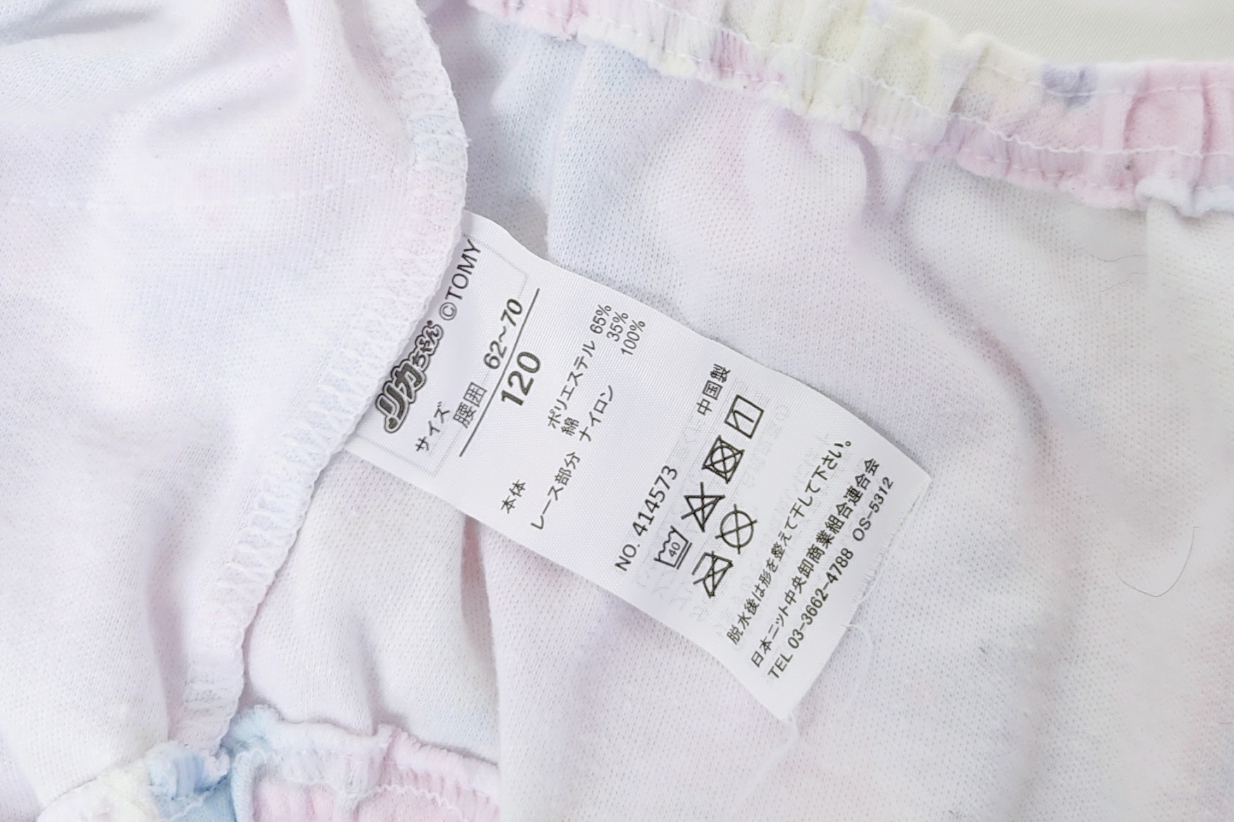 リカちゃん ©TOMY
サイズ
腰囲 62~70
120
本体 ポリエステル 65%
綿 35%
レース部分 ナイロン 100%
NO. 414573 中国製
40
脱水後は形を整えて干して下さい。
日本ニット中央卸商業組合連合会
TEL 03-3662-4788 OS-5312